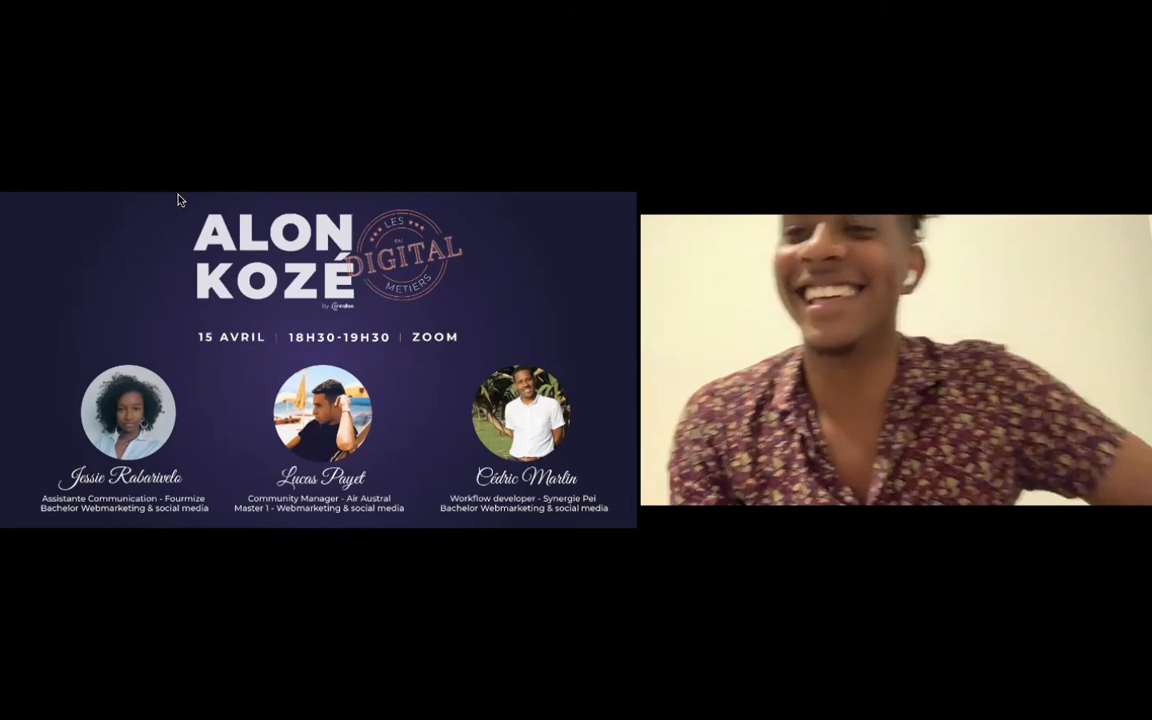 ALON
KOZÉ
LES
DU
DIGITAL
METIERS
by
15 AVRIL | 18H30-19H30 | ZOOM
Jessie Rabarivelo
Assistante Communication - Fourmize
Bachelor Webmarketing & social media
Lucas Payet
Community Manager - Air Austral
Master 1 - Webmarketing & social media
Cédric Marlin
Workflow developer - Synergie Pei
Bachelor Webmarketing & social media